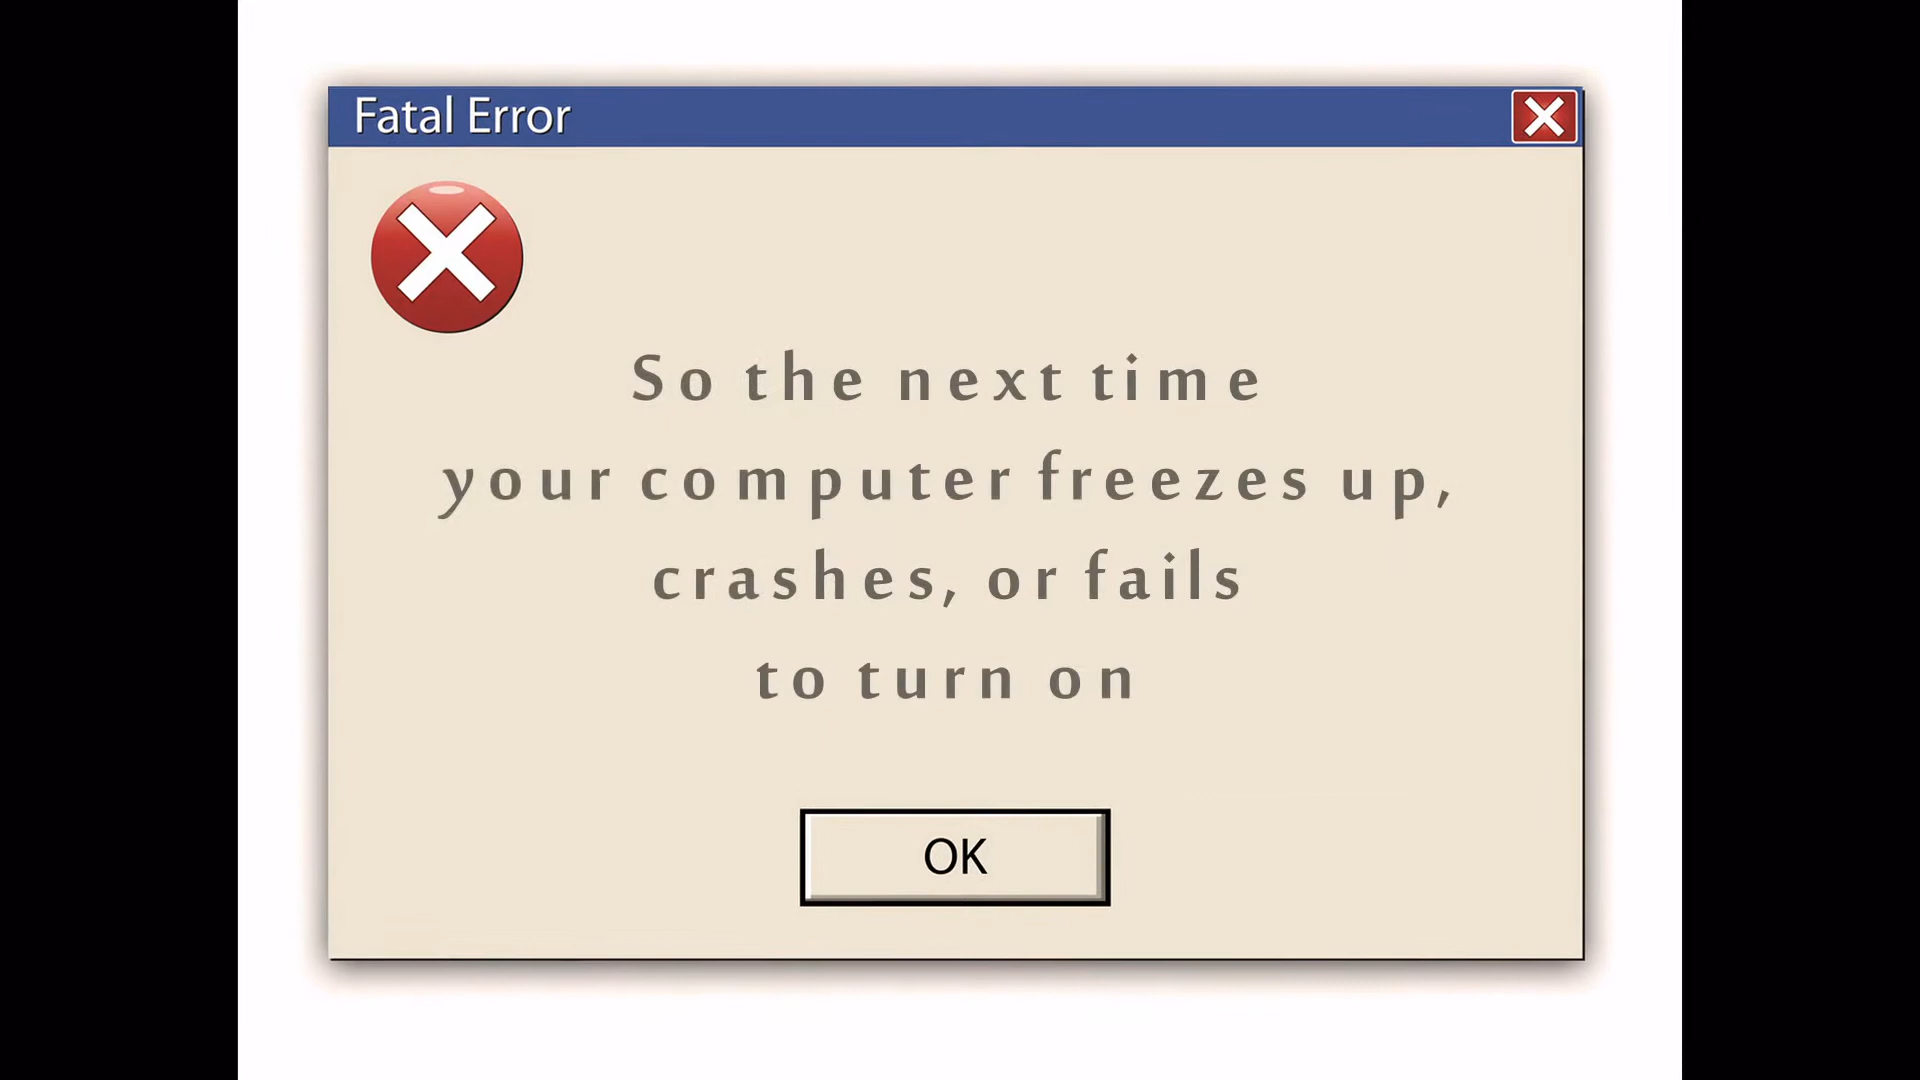 Fatal Error
So the next time
your computer freezes up,
crashes, or fails
to turn on
OK